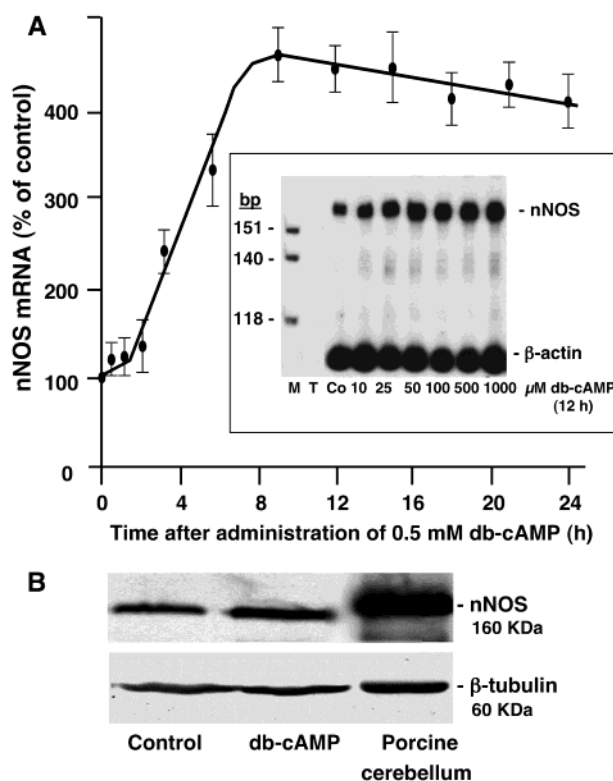 A
nNOS mRNA (% of control)
400
300
200
100
0
0 4 8 12 16 20 24
Time after administration of 0.5 mM db-cAMP (h)
bp
151 -
140 -
118 -
- nNOS
- β-actin
M T Co 10 25 50 100 500 1000 µM db-cAMP
(12 h)
B
- nNOS
160 KDa
- β-tubulin
60 KDa
Control db-cAMP Porcine
cerebellum